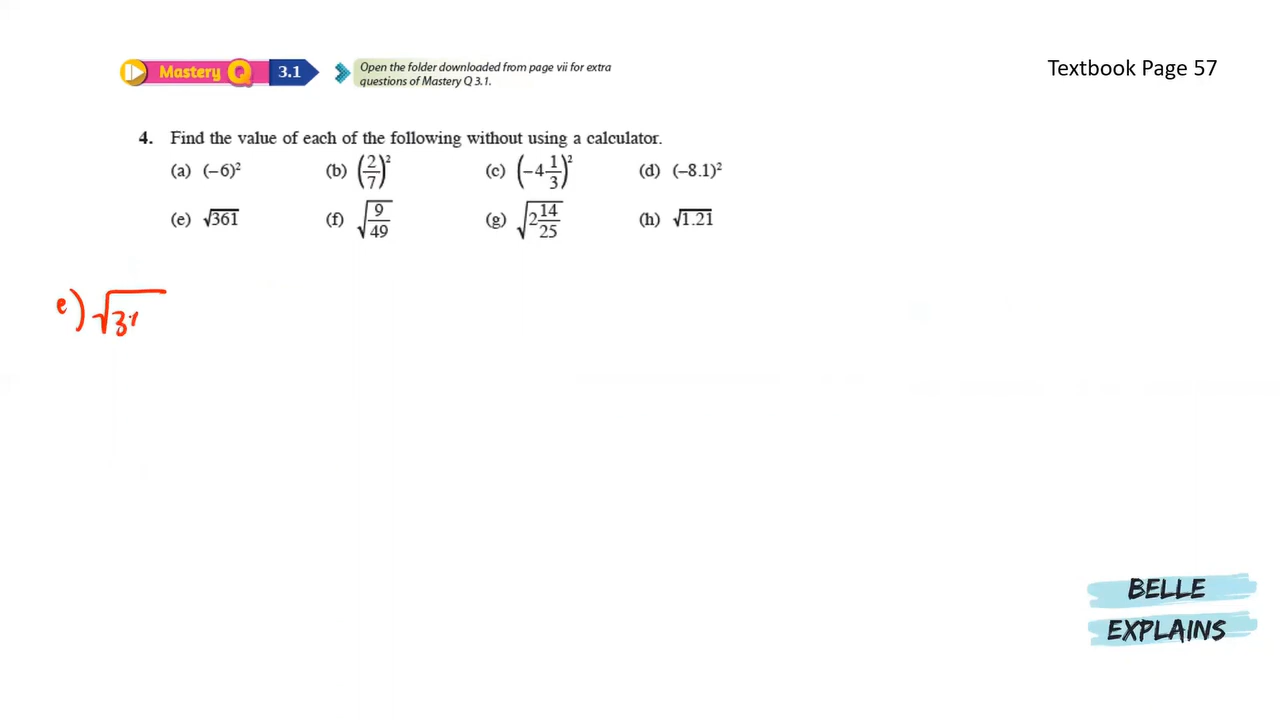 Mastery Q 3.1
Open the folder downloaded from page vii for extra
questions of Mastery Q 3.1.
Textbook Page 57
4. Find the value of each of the following without using a calculator.
(a) (−6)² (b) (2/7)² (c) (−4 1/3)² (d) (−8.1)²
(e) √361 (f) √(9/49) (g) √(2 14/25) (h) √1.21
e) √3
BELLE
EXPLAINS